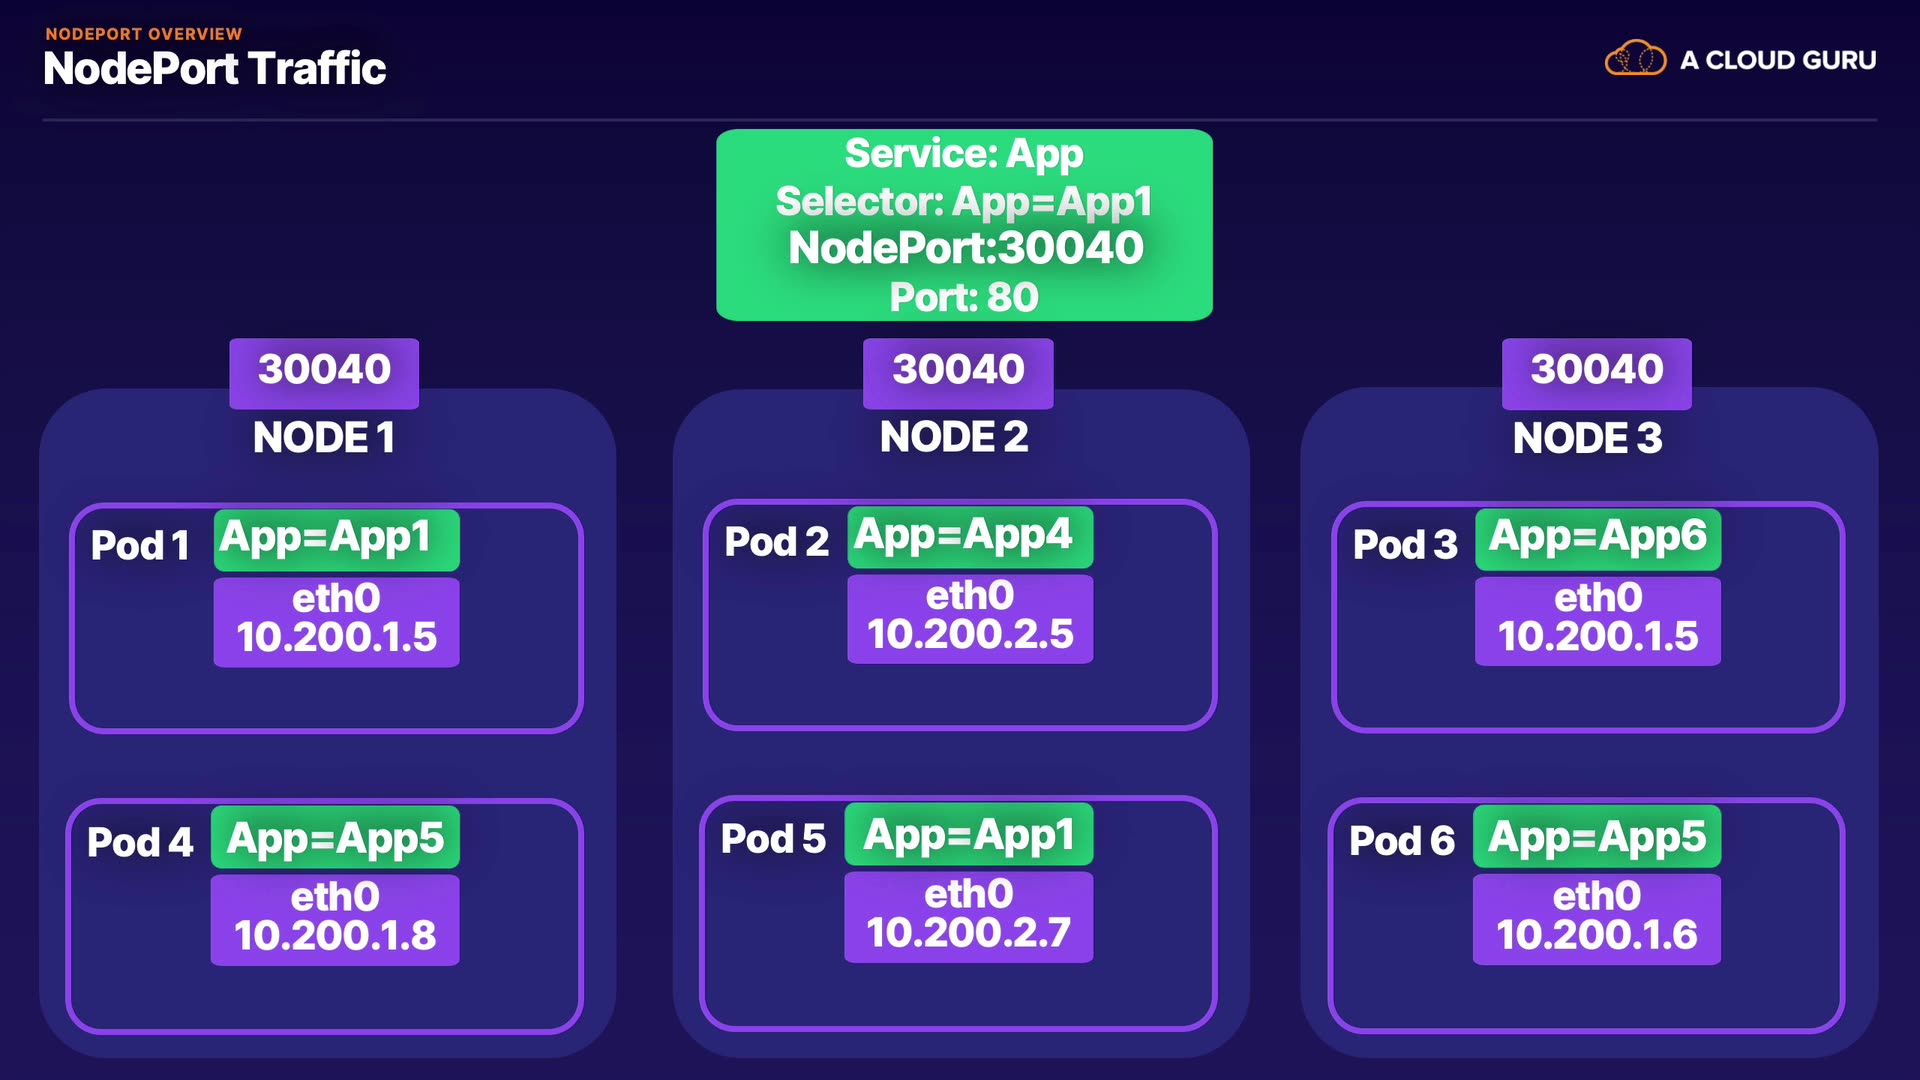 NODEPORT OVERVIEW
NodePort Traffic
A CLOUD GURU
Service: App
Selector: App=App1
NodePort:30040
Port: 80
30040
NODE 1
Pod 1
App=App1
eth0
10.200.1.5
Pod 4
App=App5
eth0
10.200.1.8
30040
NODE 2
Pod 2
App=App4
eth0
10.200.2.5
Pod 5
App=App1
eth0
10.200.2.7
30040
NODE 3
Pod 3
App=App6
eth0
10.200.1.5
Pod 6
App=App5
eth0
10.200.1.6